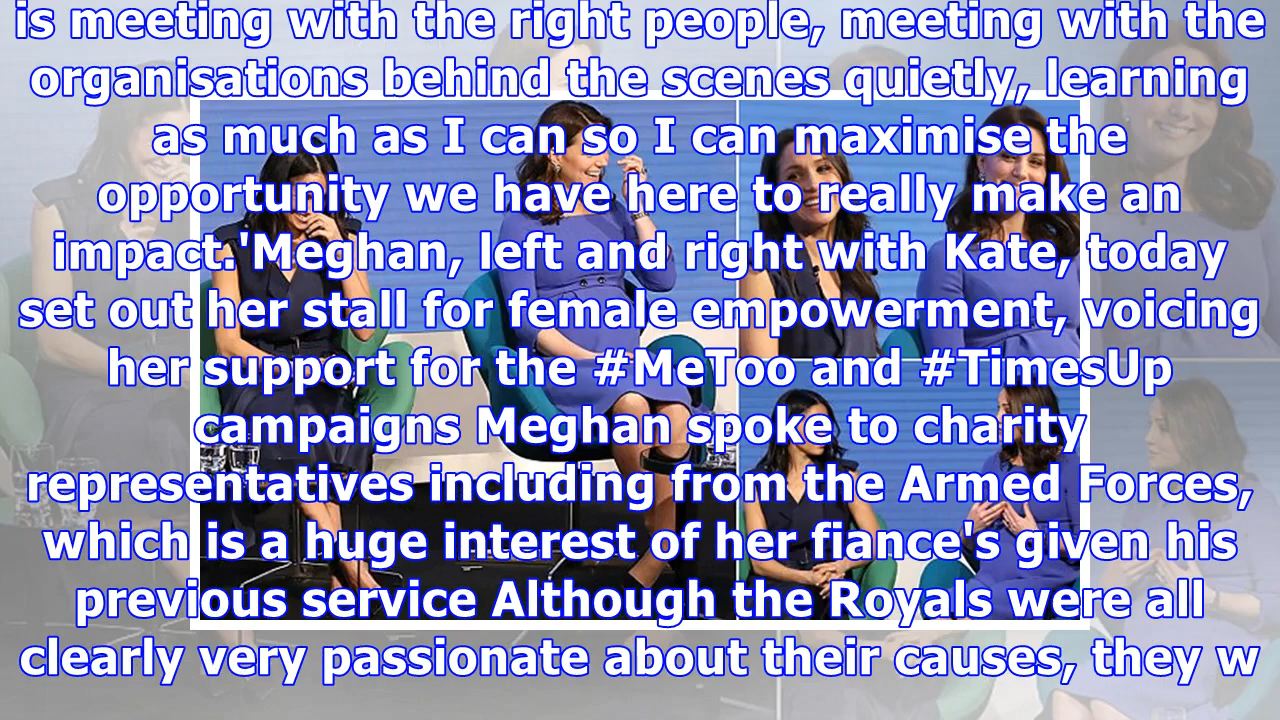 is meeting with the right people, meeting with the
organisations behind the scenes quietly, learning
as much as I can so I can maximise the
opportunity we have here to really make an
impact.'Meghan, left and right with Kate, today
set out her stall for female empowerment, voicing
her support for the #MeToo and #TimesUp
campaigns Meghan spoke to charity
representatives including from the Armed Forces,
which is a huge interest of her fiance's given his
previous service Although the Royals were all
clearly very passionate about their causes, they w